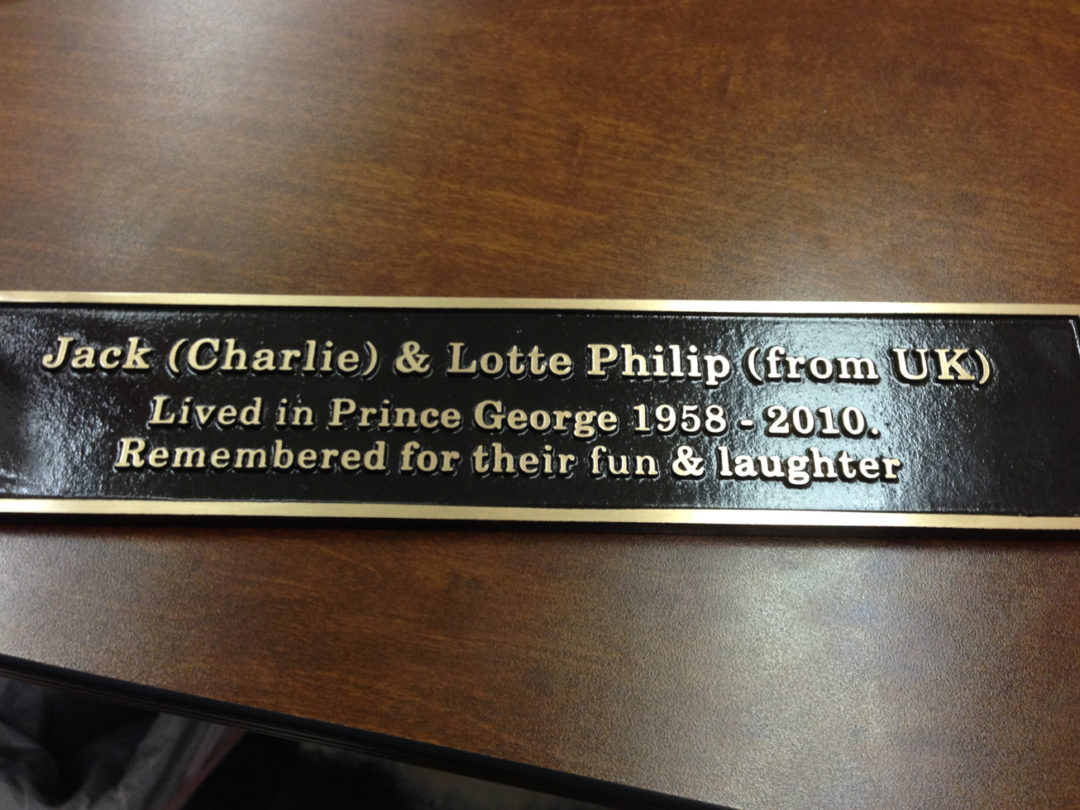 Jack (Charlie) & Lotte Philip (from UK)
Lived in Prince George 1958 - 2010.
Remembered for their fun & laughter